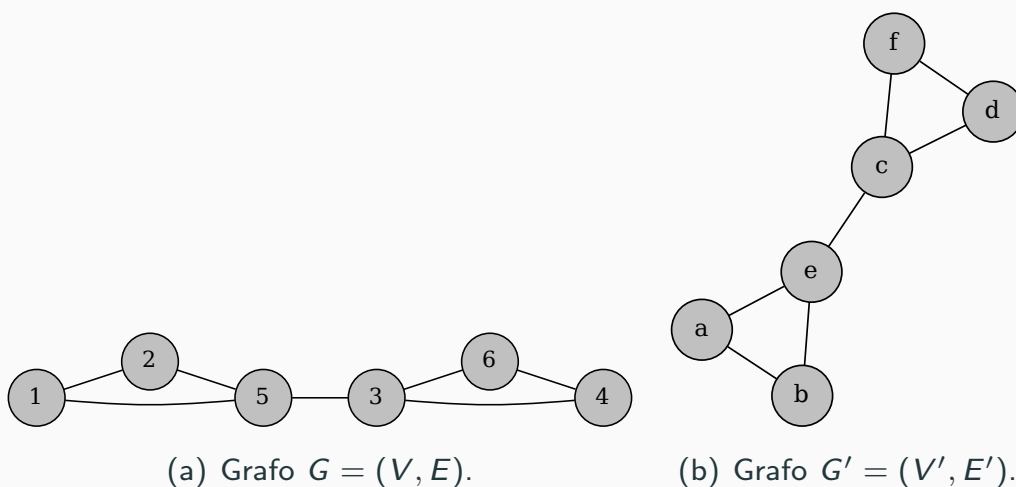 f
d
c
e
a
b
2
6
1
5
3
4
(a) Grafo G = (V, E).
(b) Grafo G′ = (V′, E′).